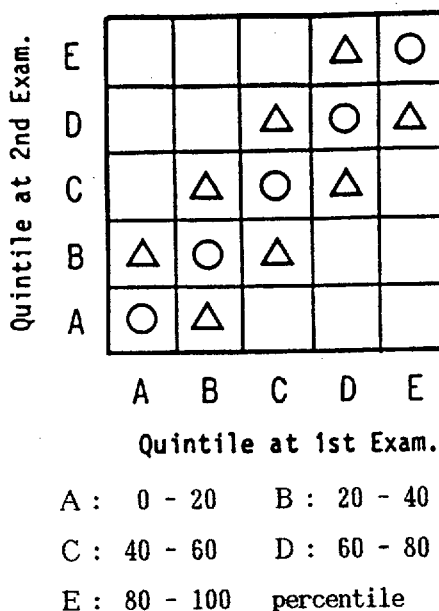 Quintile at 2nd Exam.
E
D
C
B
A
A B C D E
Quintile at 1st Exam.
A : 0 - 20 B : 20 - 40
C : 40 - 60 D : 60 - 80
E : 80 - 100 percentile